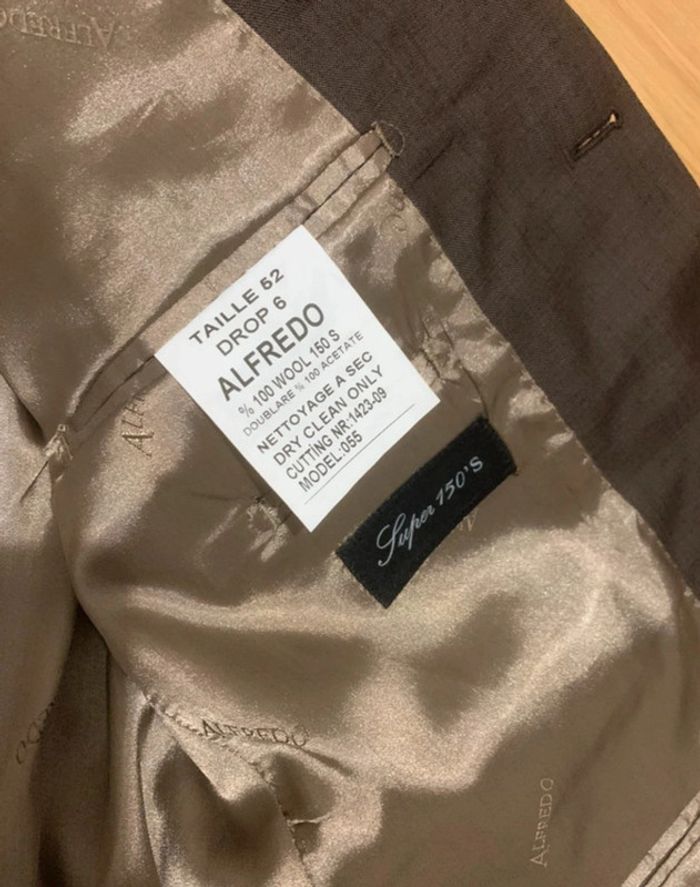 ALFREDO
TAILLE 52
DROP 6
ALFREDO
% 100 WOOL 150 S
DOUBLARE % 100 ACETATE
NETTOYAGE A SEC
DRY CLEAN ONLY
CUTTING NR:1423-09
MODEL:055
Super 150'S
ALFREDO
ALFREDO